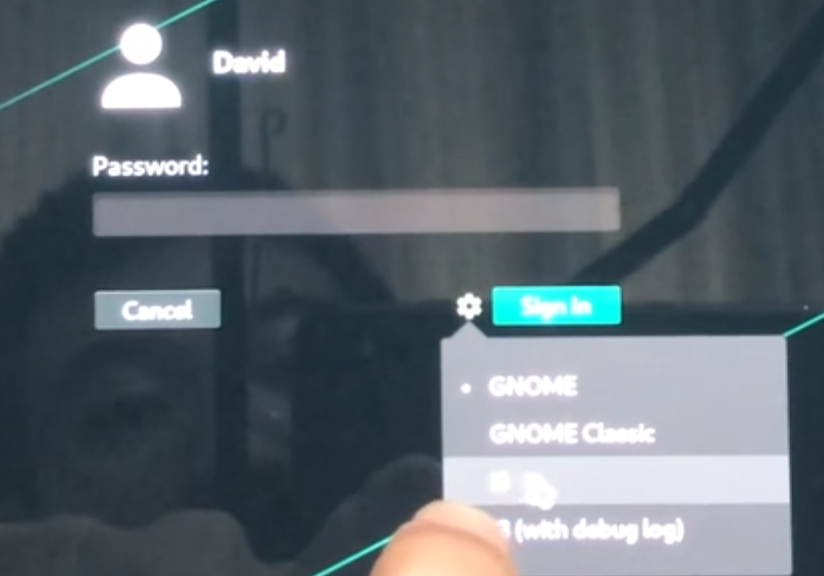 David
Password:
Cancel
Sign In
GNOME
GNOME Classic
(with debug log)